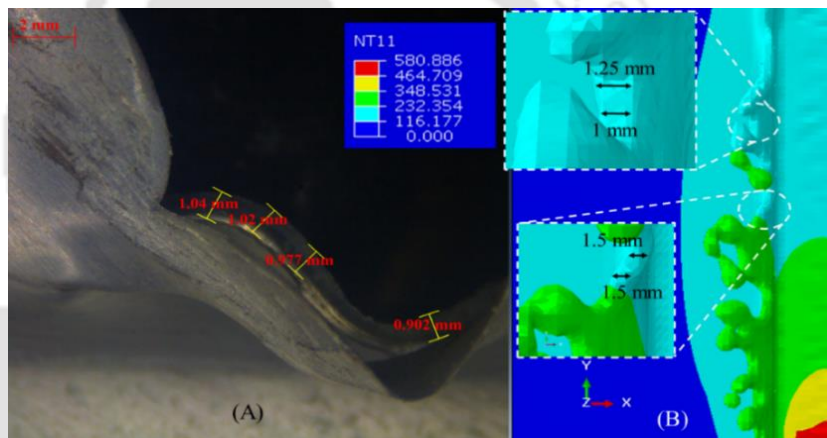 2 mm
1.04 mm
1.02 mm
0.977 mm
0.902 mm
(A)
NT11
580.886
464.709
348.531
232.354
116.177
0.000
1.25 mm
1 mm
1.5 mm
1.5 mm
Y
Z
X
(B)